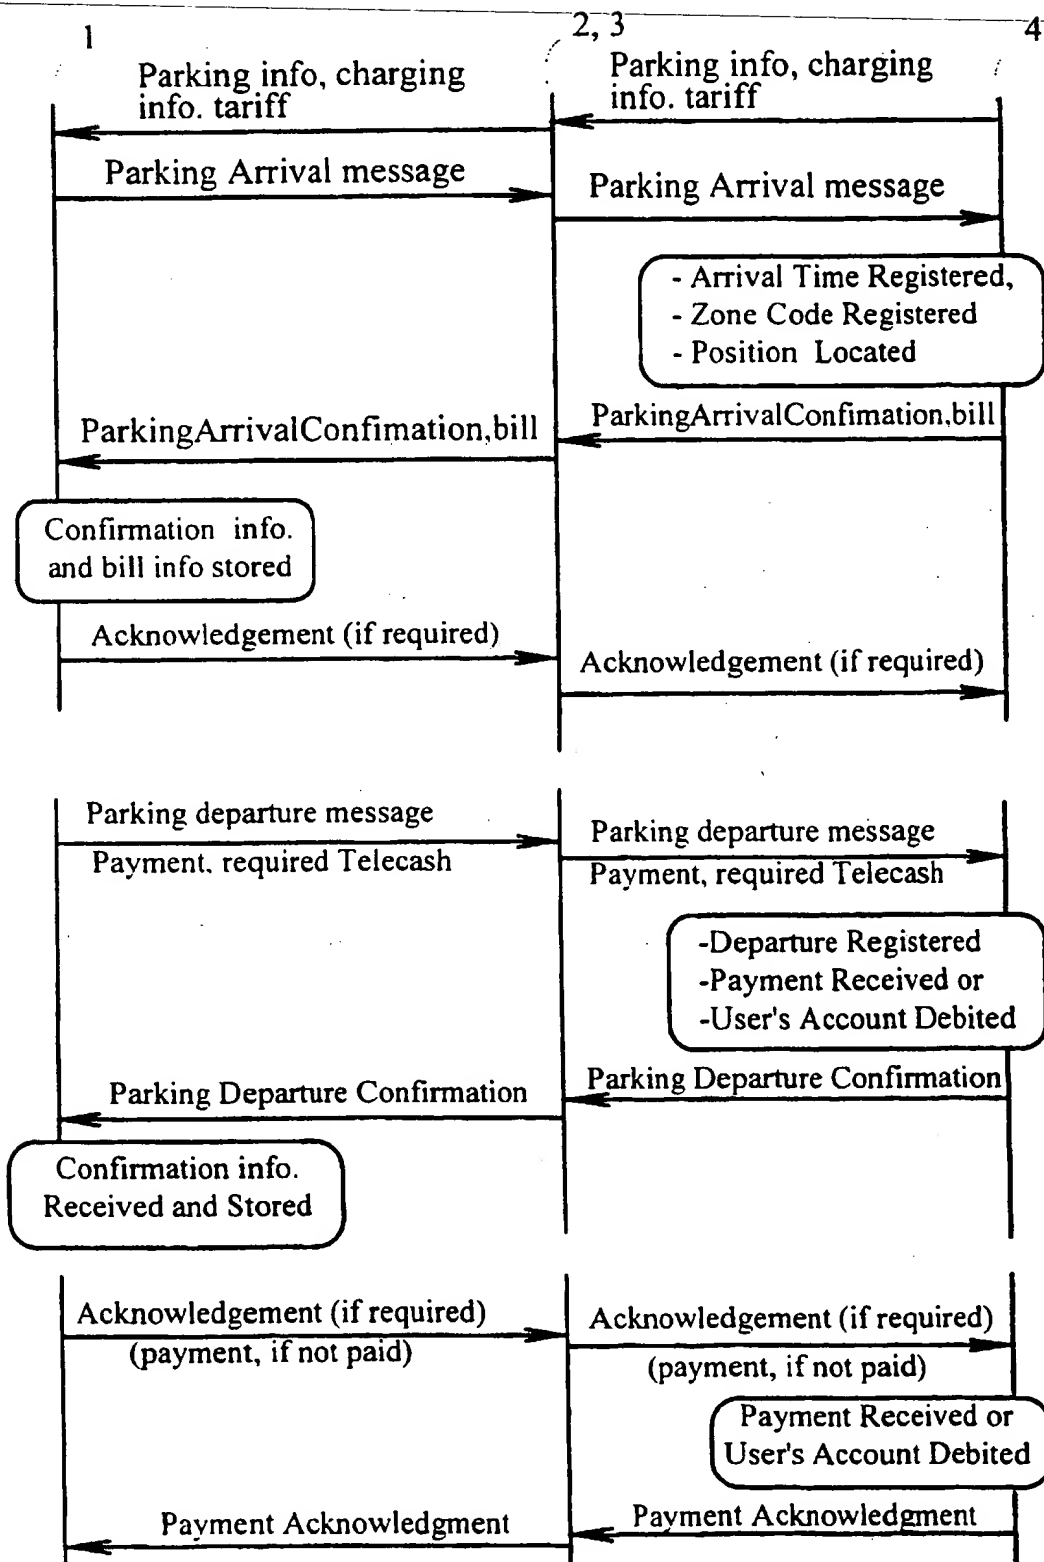 1
2, 3
4
Parking info, charging
info. tariff
Parking info, charging
info. tariff
Parking Arrival message
Parking Arrival message
- Arrival Time Registered,
- Zone Code Registered
- Position Located
ParkingArrivalConfimation,bill
ParkingArrivalConfimation,bill
Confirmation info.
and bill info stored
Acknowledgement (if required)
Acknowledgement (if required)
Parking departure message
Payment, required Telecash
Parking departure message
Payment, required Telecash
-Departure Registered
-Payment Received or
-User's Account Debited
Parking Departure Confirmation
Parking Departure Confirmation
Confirmation info.
Received and Stored
Acknowledgement (if required)
(payment, if not paid)
Acknowledgement (if required)
(payment, if not paid)
Payment Received or
User's Account Debited
Payment Acknowledgment
Payment Acknowledgment